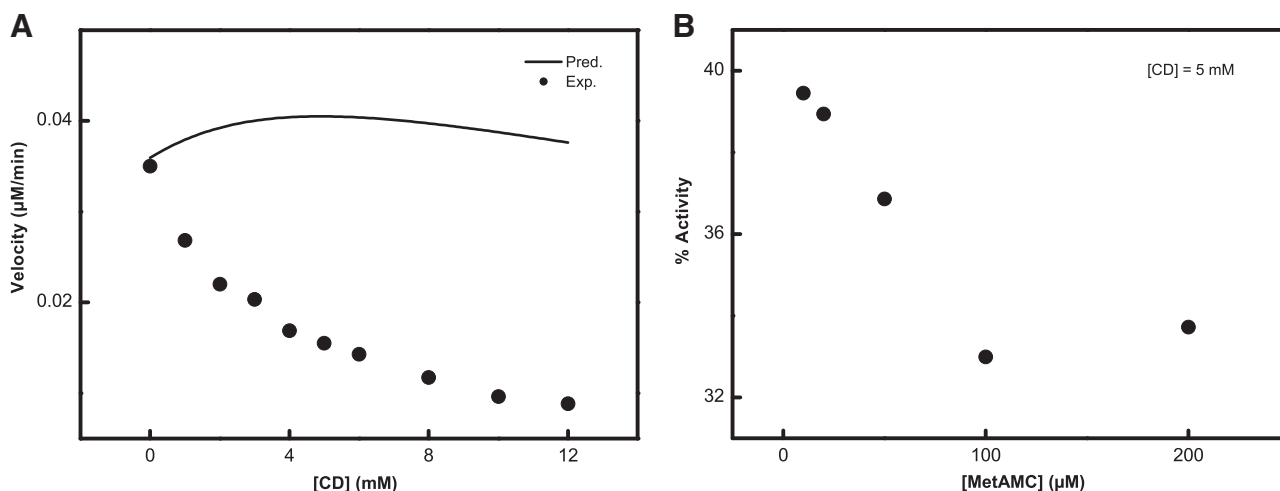 A
Velocity (µM/min)
0.04
0.02
Pred.
Exp.
0 4 8 12
[CD] (mM)
B
% Activity
40
36
32
[CD] = 5 mM
0 100 200
[MetAMC] (µM)